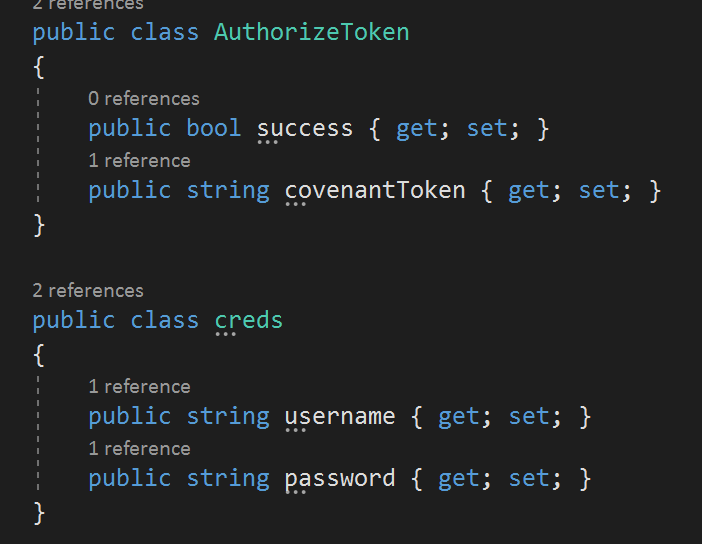 2 references
public class AuthorizeToken
{
0 references
public bool success { get; set; }
1 reference
public string covenantToken { get; set; }
}
2 references
public class creds
{
1 reference
public string username { get; set; }
1 reference
public string password { get; set; }
}